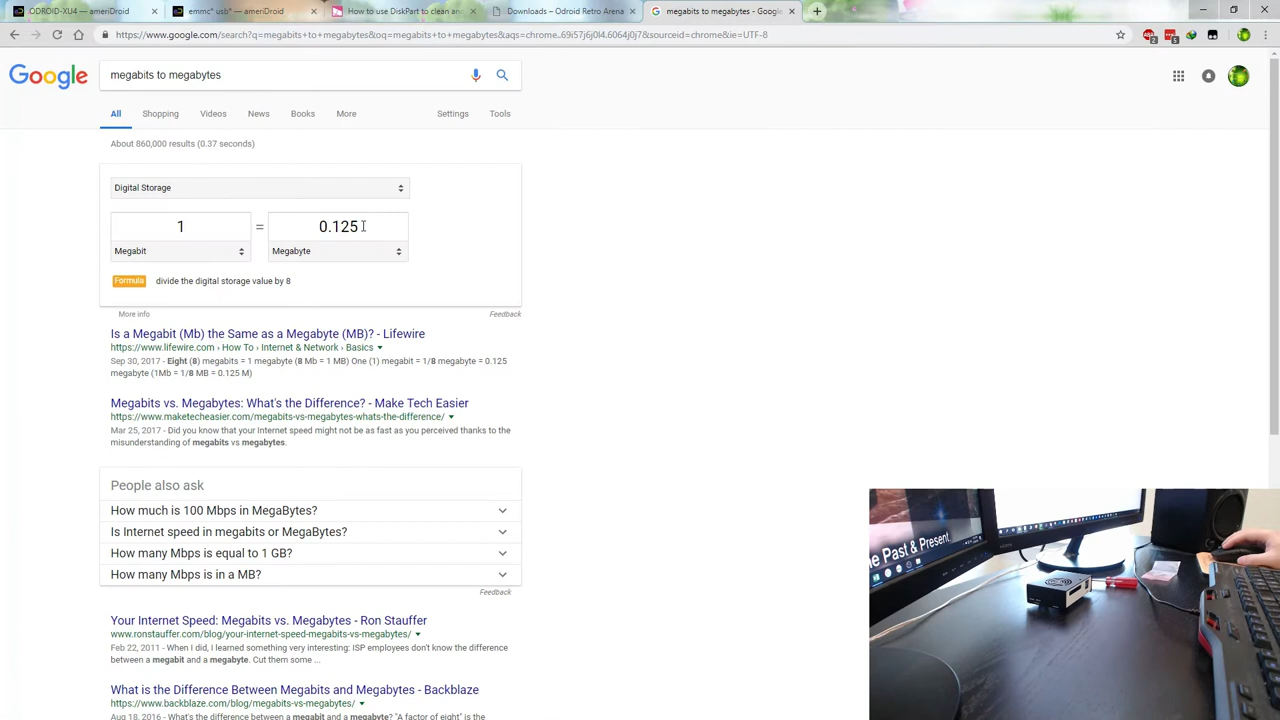 ODROID-XU4 — ameriDroid
emmc" usb" — ameriDroid
How to use DiskPart to clean and
Downloads – Odroid Retro Arena
megabits to megabytes - Google
https://www.google.com/search?q=megabits+to+megabytes&oq=megabits+to+megabytes&aqs=chrome..69i57j6j0l4.6064j0j7&sourceid=chrome&ie=UTF-8
Google
megabits to megabytes
All Shopping Videos News Books More Settings Tools
About 860,000 results (0.37 seconds)
Digital Storage
1 = 0.125
Megabit Megabyte
Formula divide the digital storage value by 8
More info Feedback
Is a Megabit (Mb) the Same as a Megabyte (MB)? - Lifewire
https://www.lifewire.com › How To › Internet & Network › Basics
Sep 30, 2017 - Eight (8) megabits = 1 megabyte (8 Mb = 1 MB) One (1) megabit = 1/8 megabyte = 0.125
megabyte (1Mb = 1/8 MB = 0.125 M)
Megabits vs. Megabytes: What's the Difference? - Make Tech Easier
https://www.maketecheasier.com/megabits-vs-megabytes-whats-the-difference/
Mar 25, 2017 - Did you know that your Internet speed might not be as fast as you perceived thanks to the
misunderstanding of megabits vs megabytes.
People also ask
How much is 100 Mbps in MegaBytes?
Is Internet speed in megabits or MegaBytes?
How many Mbps is equal to 1 GB?
How many Mbps is in a MB?
Feedback
Your Internet Speed: Megabits vs. Megabytes - Ron Stauffer
www.ronstauffer.com/blog/your-internet-speed-megabits-vs-megabytes/
Feb 22, 2011 - When I did, I learned something very interesting: ISP employees don't know the difference
between a megabit and a megabyte. Cut them some ...
What is the Difference Between Megabits and Megabytes - Backblaze
https://www.backblaze.com/blog/megabits-vs-megabytes/
Aug 18, 2016 - What's the difference between a megabit and a megabyte? "A factor of eight" is the
he Past & Present.